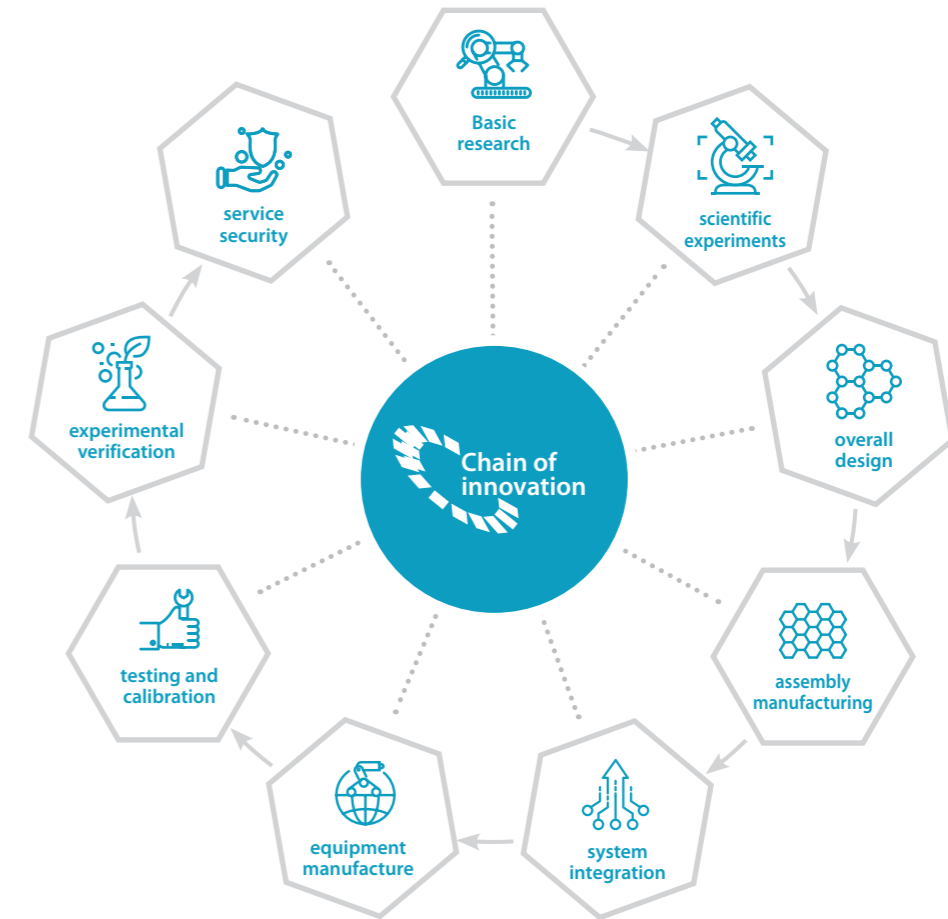 Basic
research
scientific
experiments
overall
design
assembly
manufacturing
system
integration
equipment
manufacture
testing and
calibration
experimental
verification
service
security
Chain of
innovation